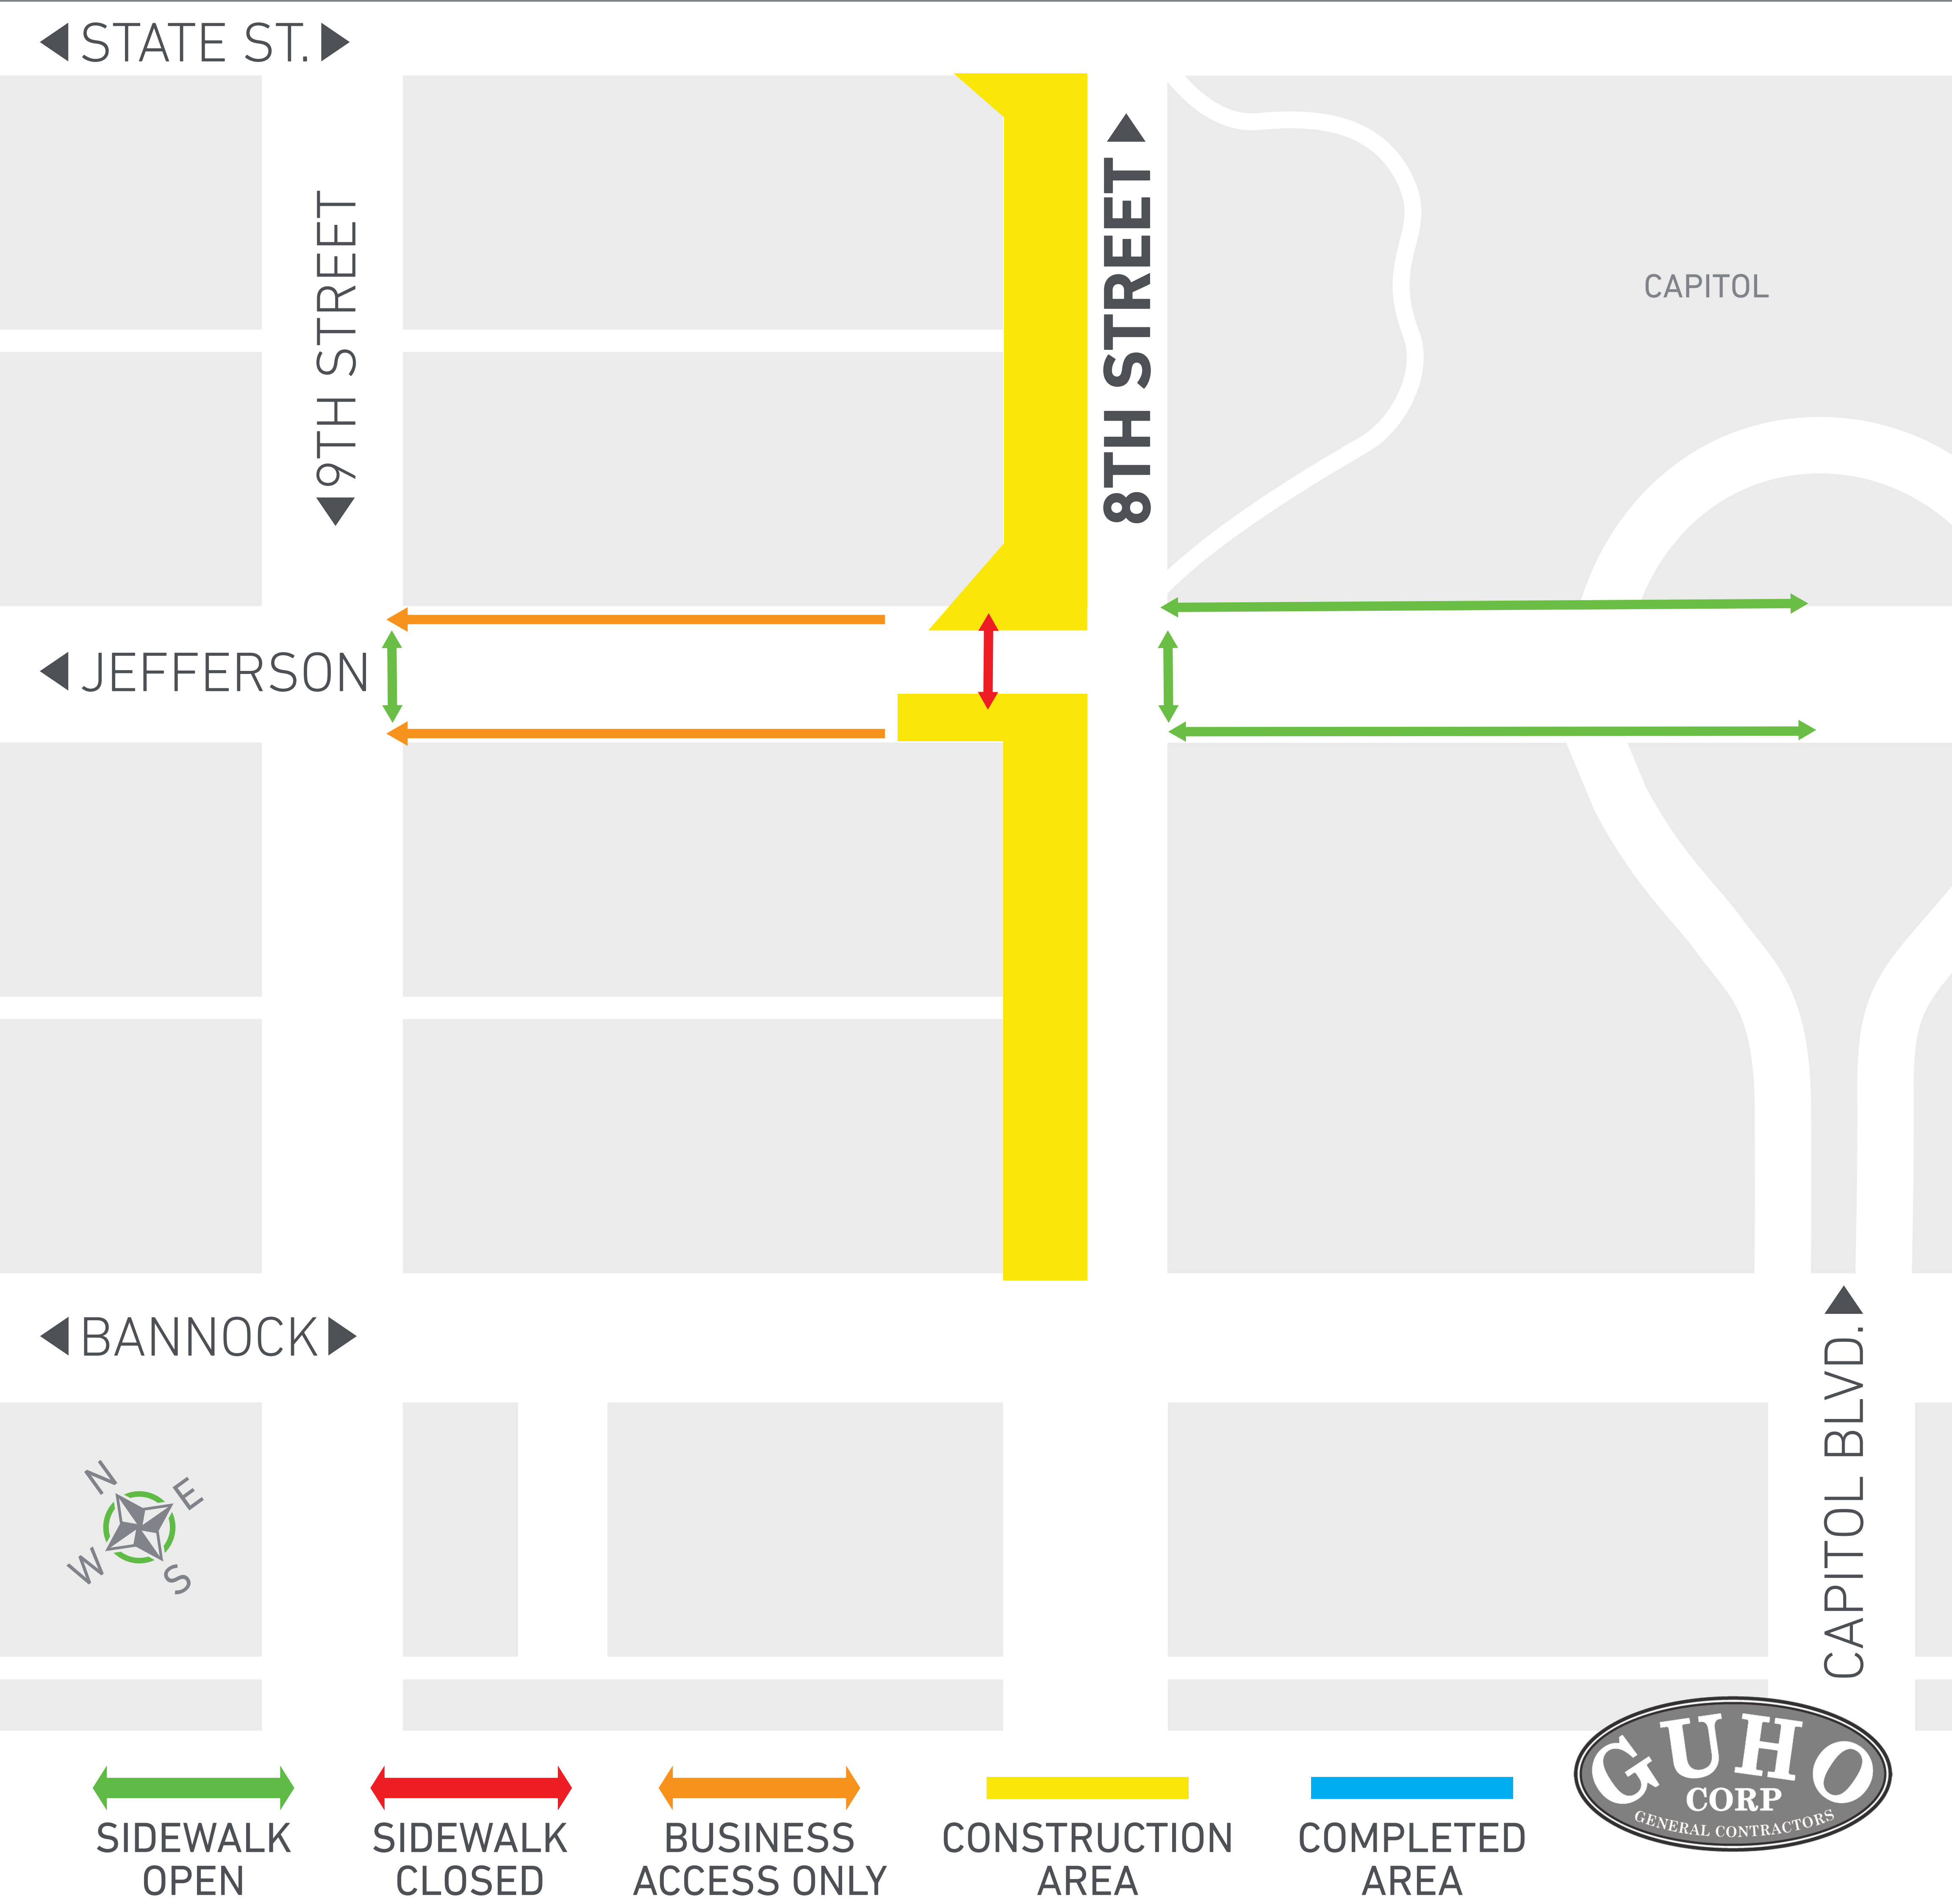 STATE ST.
9TH STREET
8TH STREET
CAPITOL
JEFFERSON
BANNOCK
CAPITOL BLVD.
N
E
W
S
GUHO
CORP
GENERAL CONTRACTORS
SIDEWALK
OPEN
SIDEWALK
CLOSED
BUSINESS
ACCESS ONLY
CONSTRUCTION
AREA
COMPLETED
AREA